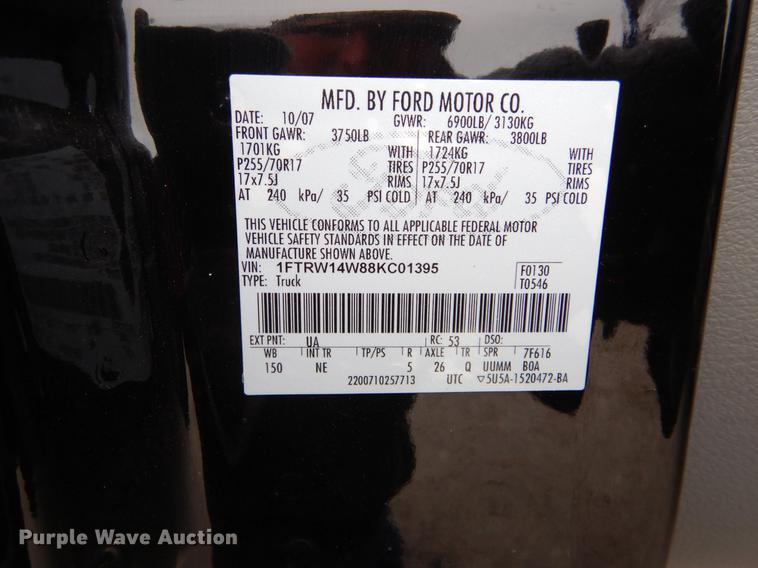 MFD. BY FORD MOTOR CO.
DATE: 10/07 GVWR: 6900LB/ 3130KG
FRONT GAWR: 3750LB REAR GAWR: 3800LB
1701KG WITH 1724KG WITH
P255/70R17 TIRES P255/70R17 TIRES
17x7.5J RIMS 17x7.5J RIMS
AT 240 kPa/ 35 PSI COLD AT 240 kPa/ 35 PSI COLD
THIS VEHICLE CONFORMS TO ALL APPLICABLE FEDERAL MOTOR
VEHICLE SAFETY STANDARDS IN EFFECT ON THE DATE OF
MANUFACTURE SHOWN ABOVE.
VIN: 1FTRW14W88KC01395 F0130
TYPE: Truck T0546
EXT PNT: UA RC: 53 DSO:
WB INT TR TP/PS R AXLE TR SPR 7F616
150 NE 5 26 Q UUMM BOA
2200710257713 UTC ▽5U5A-1520472-BA
Purple Wave Auction